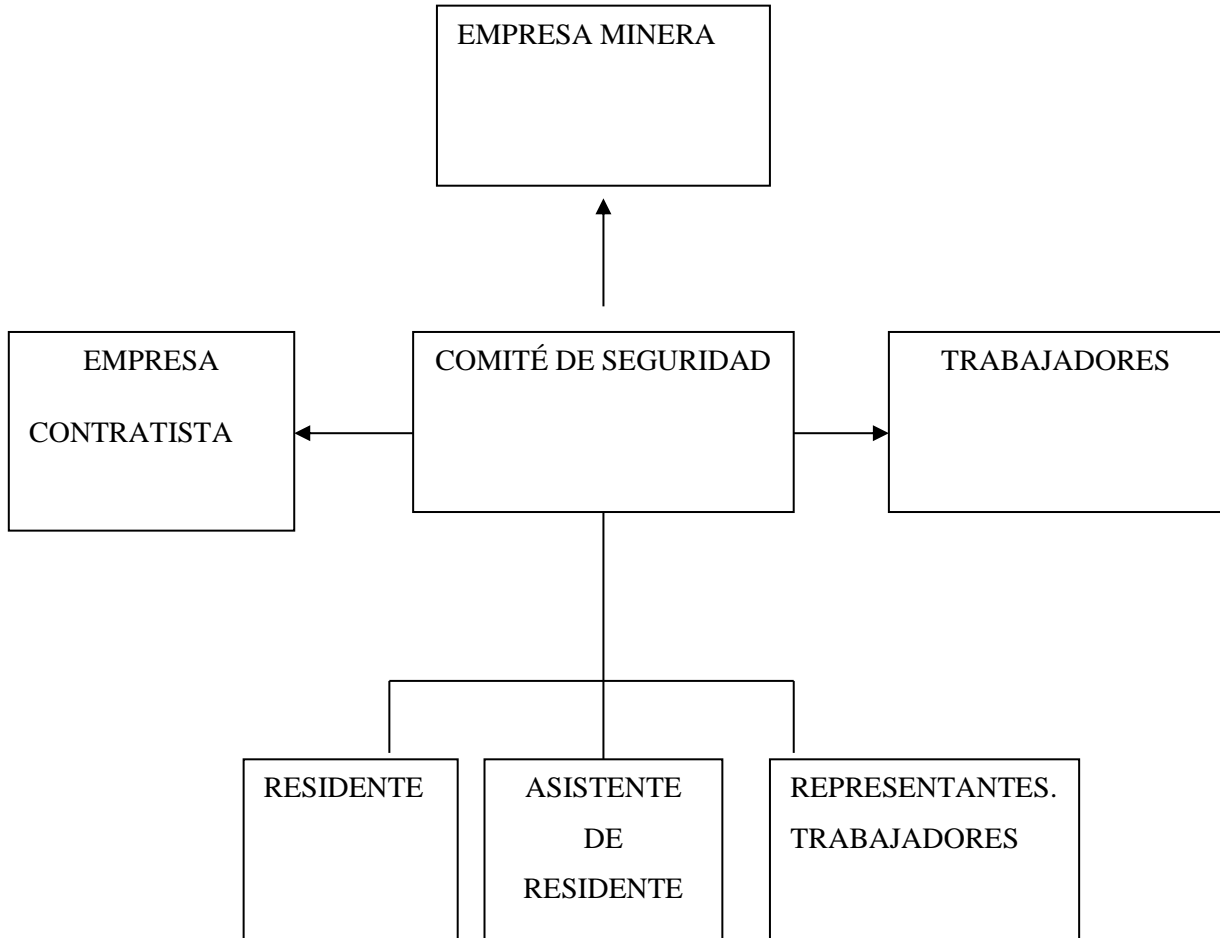 EMPRESA MINERA
EMPRESA
CONTRATISTA
COMITÉ DE SEGURIDAD
TRABAJADORES
RESIDENTE
ASISTENTE
DE
RESIDENTE
REPRESENTANTES.
TRABAJADORES